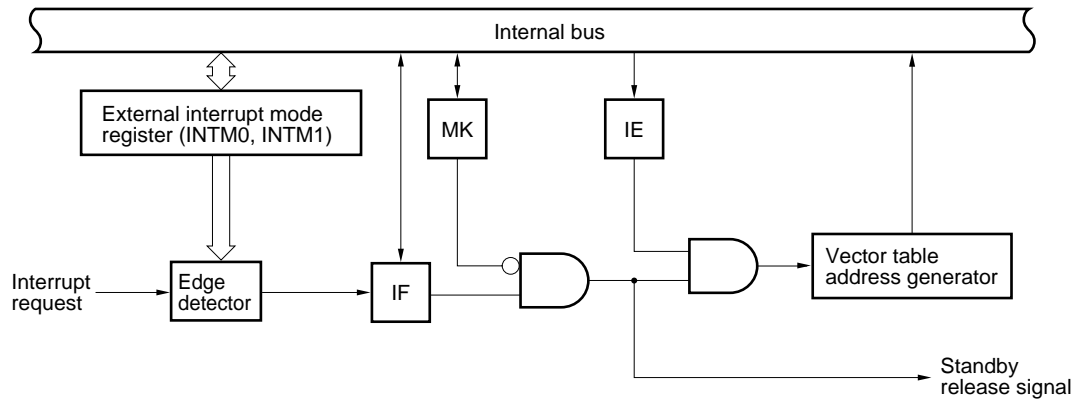 Internal bus
External interrupt mode
register (INTM0, INTM1)
MK
IE
Interrupt
request
Edge
detector
IF
Vector table
address generator
Standby
release signal